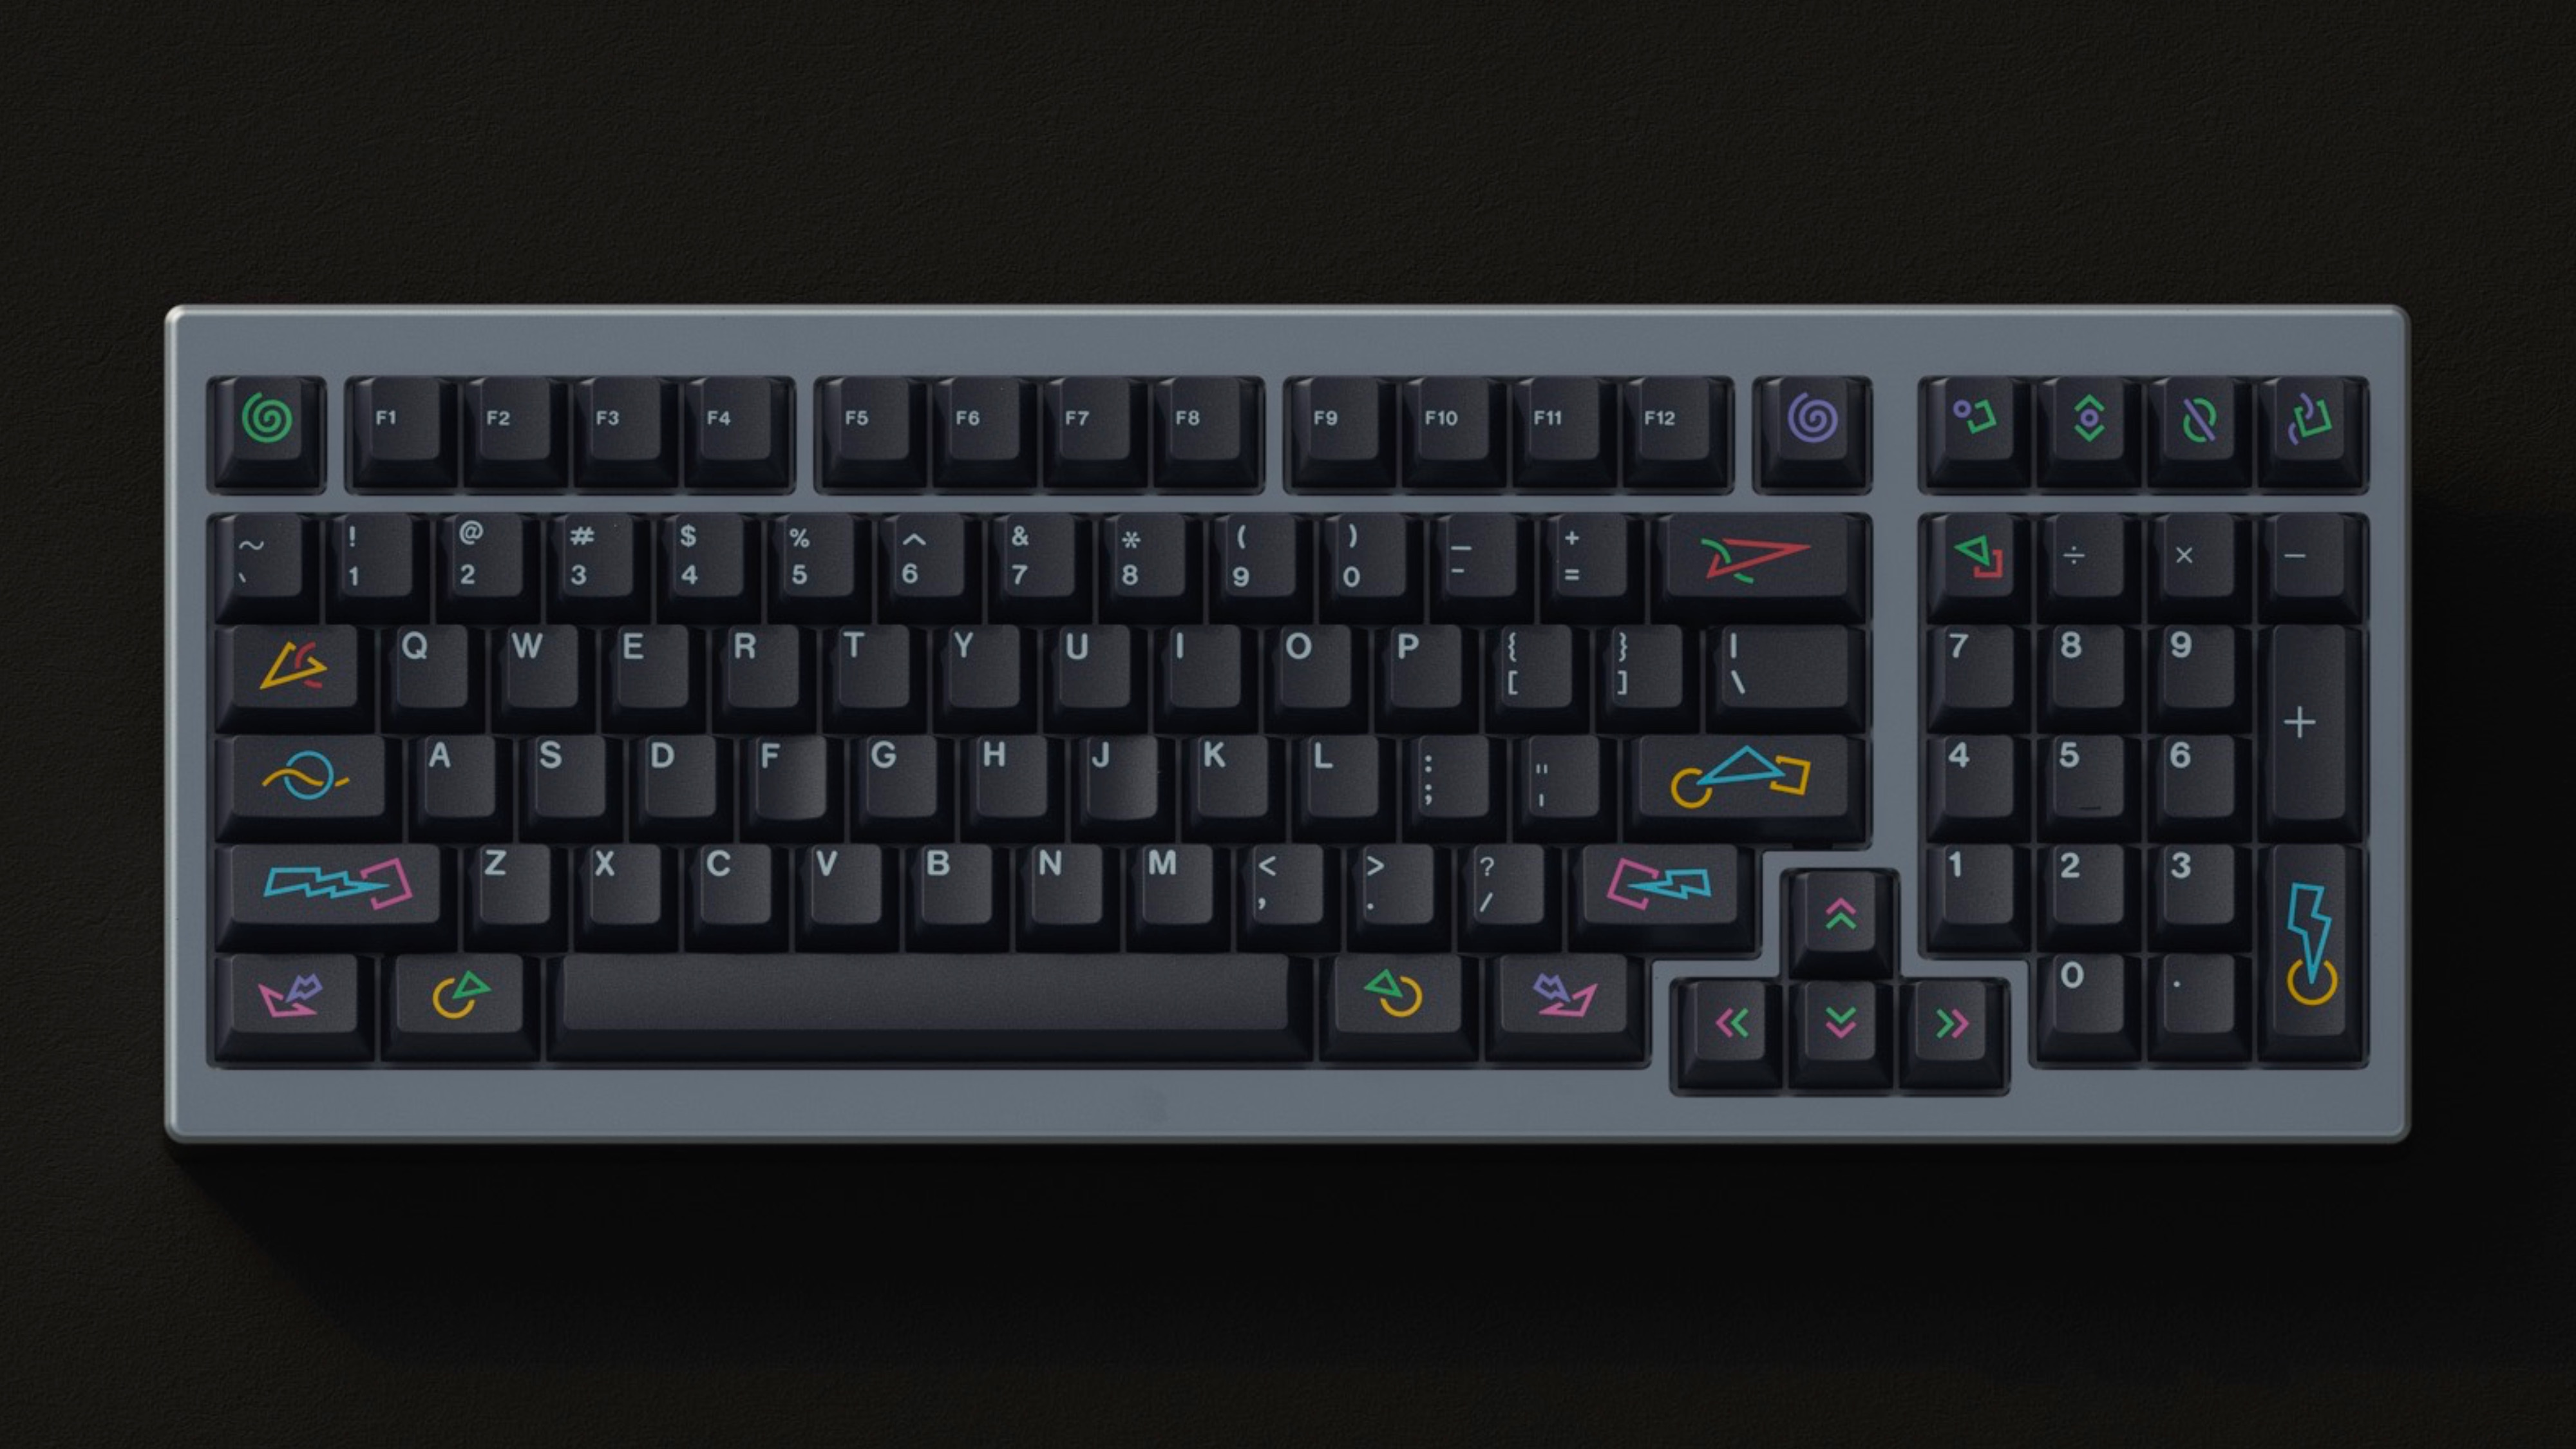 F1 F2 F3 F4 F5 F6 F7 F8 F9 F10 F11 F12
~ ! @ # $ % ^ & * ( ) _ +
` 1 2 3 4 5 6 7 8 9 0 - = ÷ × −
Q W E R T Y U I O P { } | 7 8 9
[ ] \ +
A S D F G H J K L : " 4 5 6
; '
Z X C V B N M < > ? 1 2 3
, . /
0 .